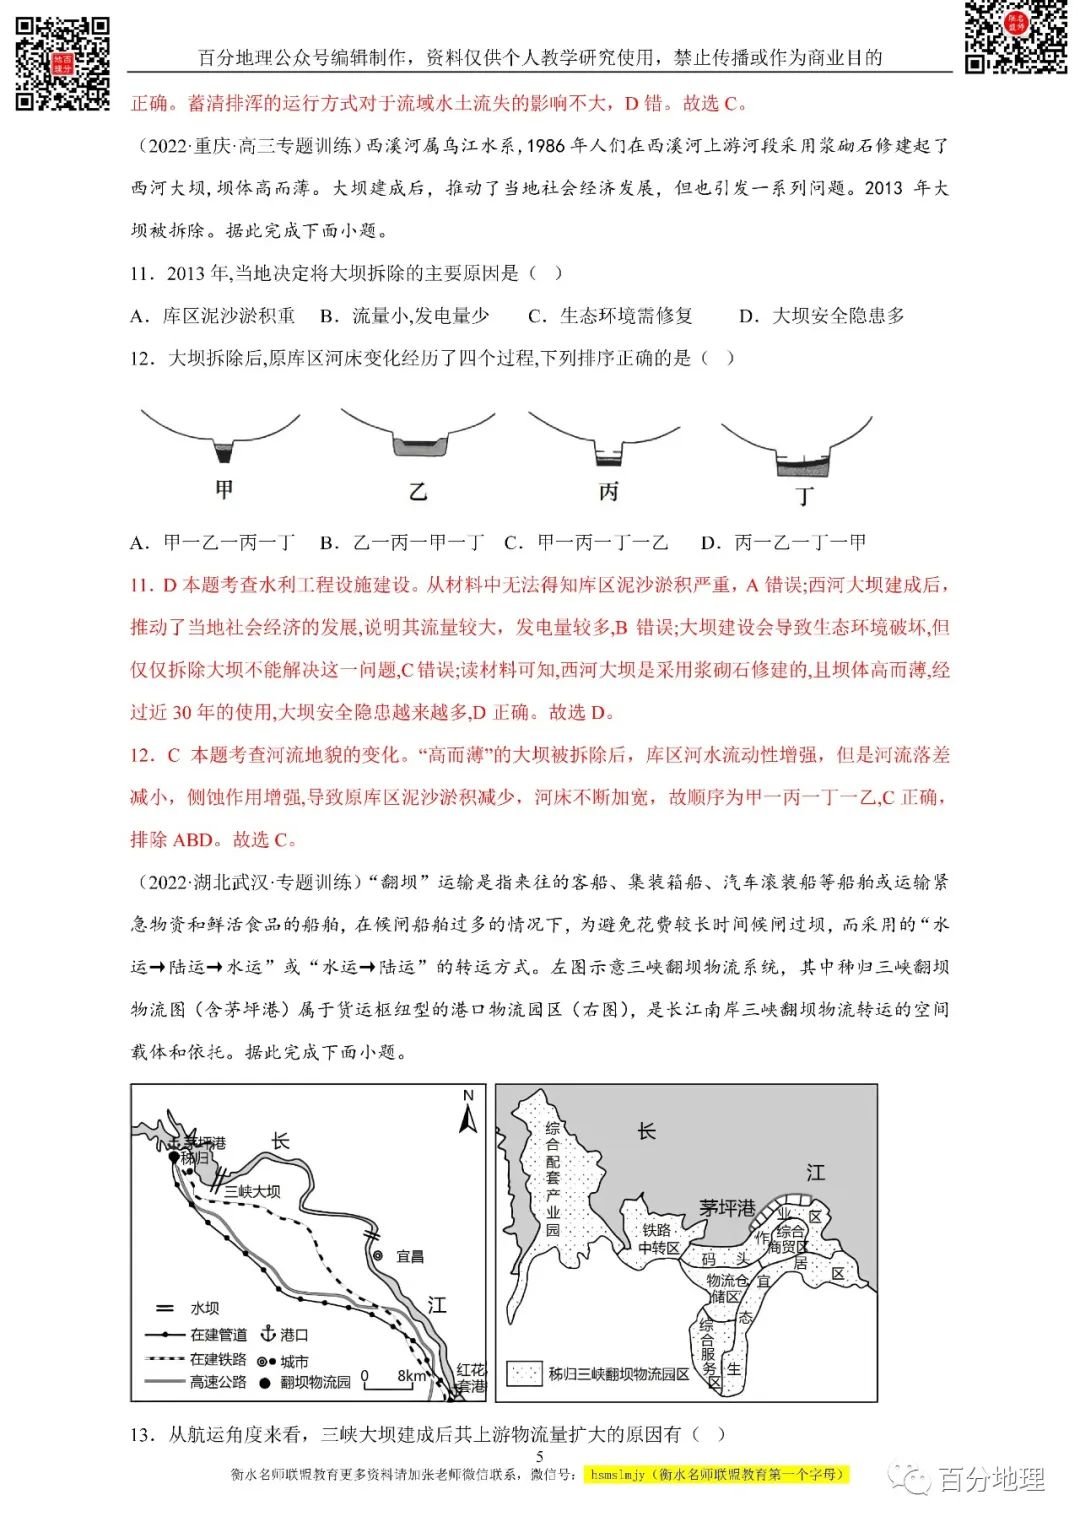 百分地理公众号编辑制作，资料仅供个人教学研究使用，禁止传播或作为商业目的
正确。蓄清排浑的运行方式对于流域水土流失的影响不大，D 错。故选 C。
（2022·重庆·高三专题训练）西溪河属乌江水系,1986 年人们在西溪河上游河段采用浆砌石修建起了
西河大坝,坝体高而薄。大坝建成后，推动了当地社会经济发展，但也引发一系列问题。2013 年大
坝被拆除。据此完成下面小题。
11．2013 年,当地决定将大坝拆除的主要原因是（ ）
A．库区泥沙淤积重 B．流量小,发电量少 C．生态环境需修复 D．大坝安全隐患多
12．大坝拆除后,原库区河床变化经历了四个过程,下列排序正确的是（ ）
甲 乙 丙 丁
A．甲一乙一丙一丁 B．乙一丙一甲一丁 C．甲一丙一丁一乙 D．丙一乙一丁一甲
11．D 本题考查水利工程设施建设。从材料中无法得知库区泥沙淤积严重，A 错误;西河大坝建成后，
推动了当地社会经济的发展,说明其流量较大，发电量较多,B 错误;大坝建设会导致生态环境破坏,但
仅仅拆除大坝不能解决这一问题,C 错误;读材料可知,西河大坝是采用浆砌石修建的,且坝体高而薄,经
过近 30 年的使用,大坝安全隐患越来越多,D 正确。故选 D。
12．C 本题考查河流地貌的变化。“高而薄”的大坝被拆除后，库区河水流动性增强，但是河流落差
减小，侧蚀作用增强,导致原库区泥沙淤积减少，河床不断加宽，故顺序为甲一丙一丁一乙,C 正确，
排除 ABD。故选 C。
（2022·湖北武汉·专题训练）“翻坝”运输是指来往的客船、集装箱船、汽车滚装船等船舶或运输紧
急物资和鲜活食品的船舶，在候闸船舶过多的情况下，为避免花费较长时间候闸过坝，而采用的“水
运→陆运→水运”或“水运→陆运”的转运方式。左图示意三峡翻坝物流系统，其中秭归三峡翻坝
物流图（含茅坪港）属于货运枢纽型的港口物流园区（右图），是长江南岸三峡翻坝物流转运的空间
载体和依托。据此完成下面小题。
N
茅坪港
秭归
长
三峡大坝
宜昌
江
水坝
在建管道 港口
在建铁路 城市
高速公路 翻坝物流园
0 8km
红花
套港
综合配套产业园
长
江
茅坪港
铁路
中转区
码头
作业区
综合
商贸区
物流仓
储区
宜居
区
态
生
综合服务区
秭归三峡翻坝物流园区
13．从航运角度来看，三峡大坝建成后其上游物流量扩大的原因有（ ）
5
衡水名师联盟教育更多资料请加张老师微信联系，微信号： hsmslmjy（衡水名师联盟教育第一个字母）
百分地理